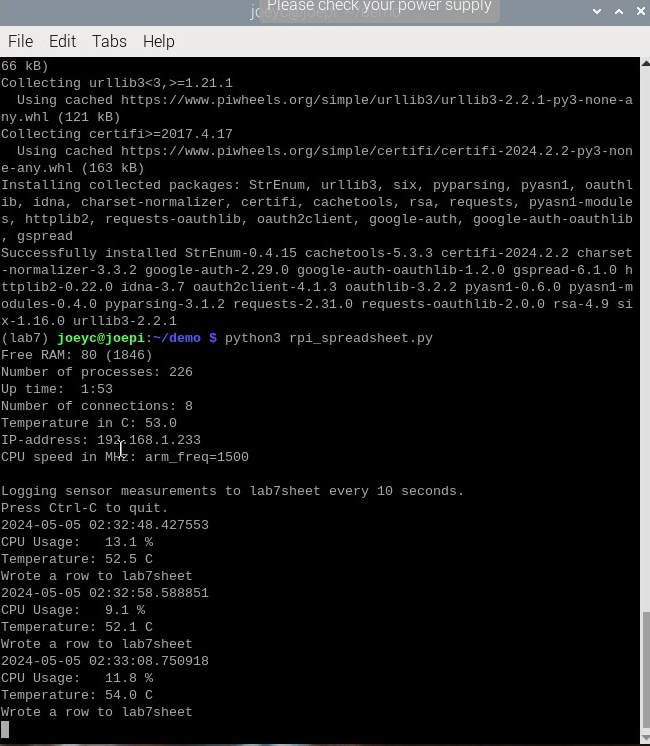 Please check your power supply
joeyc@joepi: ~/demo
File Edit Tabs Help
66 kB)
Collecting urllib3<3,>=1.21.1
  Using cached https://www.piwheels.org/simple/urllib3/urllib3-2.2.1-py3-none-a
ny.whl (121 kB)
Collecting certifi>=2017.4.17
  Using cached https://www.piwheels.org/simple/certifi/certifi-2024.2.2-py3-non
e-any.whl (163 kB)
Installing collected packages: StrEnum, urllib3, six, pyparsing, pyasn1, oauthl
ib, idna, charset-normalizer, certifi, cachetools, rsa, requests, pyasn1-module
s, httplib2, requests-oauthlib, oauth2client, google-auth, google-auth-oauthlib
, gspread
Successfully installed StrEnum-0.4.15 cachetools-5.3.3 certifi-2024.2.2 charset
-normalizer-3.3.2 google-auth-2.29.0 google-auth-oauthlib-1.2.0 gspread-6.1.0 h
ttplib2-0.22.0 idna-3.7 oauth2client-4.1.3 oauthlib-3.2.2 pyasn1-0.6.0 pyasn1-m
odules-0.4.0 pyparsing-3.1.2 requests-2.31.0 requests-oauthlib-2.0.0 rsa-4.9 si
x-1.16.0 urllib3-2.2.1
(lab7) joeyc@joepi:~/demo $ python3 rpi_spreadsheet.py
Free RAM: 80 (1846)
Number of processes: 226
Up time:  1:53
Number of connections: 8
Temperature in C: 53.0
IP-address: 192.168.1.233
CPU speed in MHz: arm_freq=1500

Logging sensor measurements to lab7sheet every 10 seconds.
Press Ctrl-C to quit.
2024-05-05 02:32:48.427553
CPU Usage:   13.1 %
Temperature: 52.5 C
Wrote a row to lab7sheet
2024-05-05 02:32:58.588851
CPU Usage:   9.1 %
Temperature: 52.1 C
Wrote a row to lab7sheet
2024-05-05 02:33:08.750918
CPU Usage:   11.8 %
Temperature: 54.0 C
Wrote a row to lab7sheet